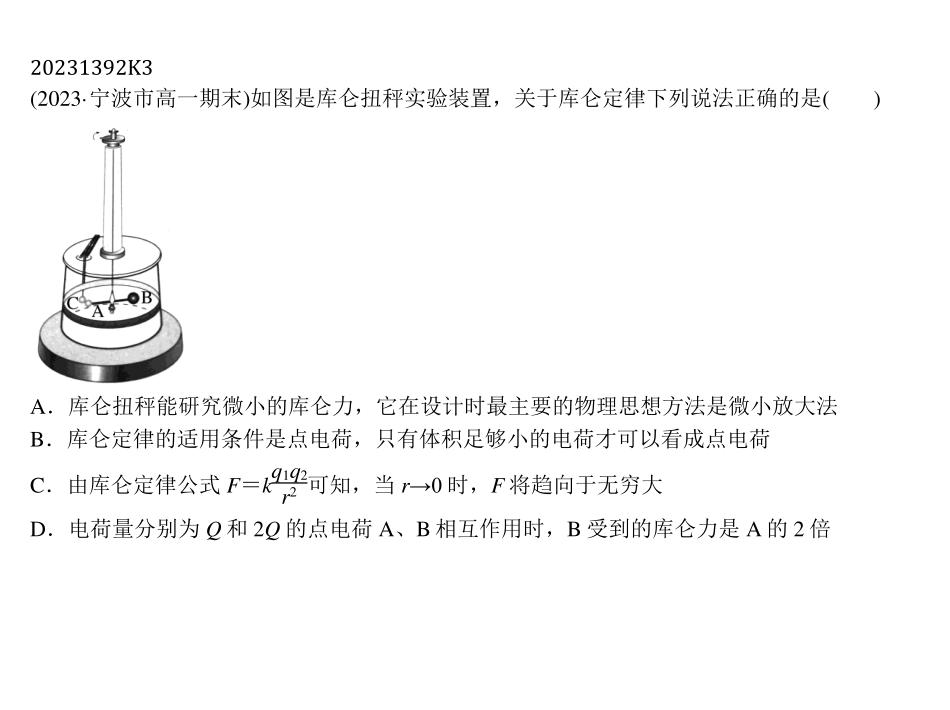 20231392K3
(2023·宁波市高一期末)如图是库仑扭秤实验装置，关于库仑定律下列说法正确的是(　　)
C A B
A．库仑扭秤能研究微小的库仑力，它在设计时最主要的物理思想方法是微小放大法
B．库仑定律的适用条件是点电荷，只有体积足够小的电荷才可以看成点电荷
C．由库仑定律公式 F＝kq1q2/r2可知，当 r→0 时，F 将趋向于无穷大
D．电荷量分别为 Q 和 2Q 的点电荷 A、B 相互作用时，B 受到的库仑力是 A 的 2 倍